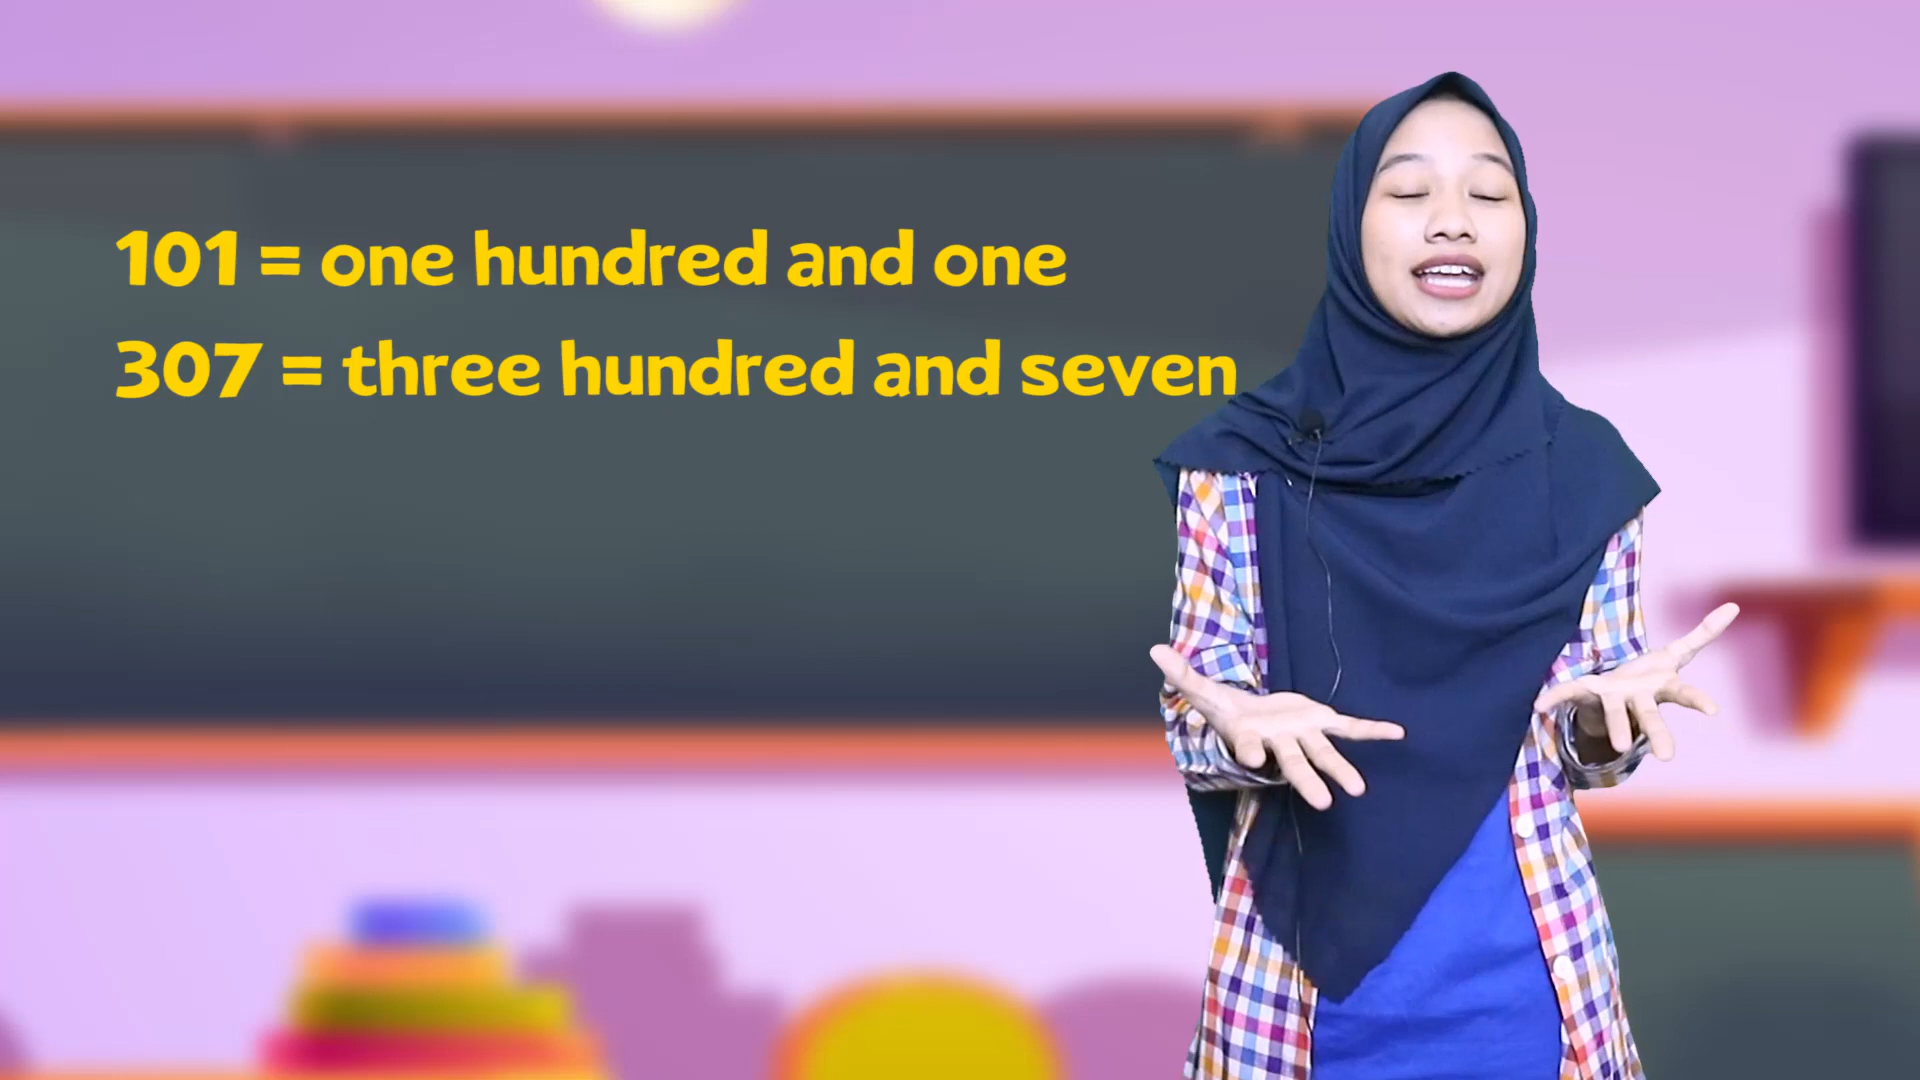 101 = one hundred and one
307 = three hundred and seven